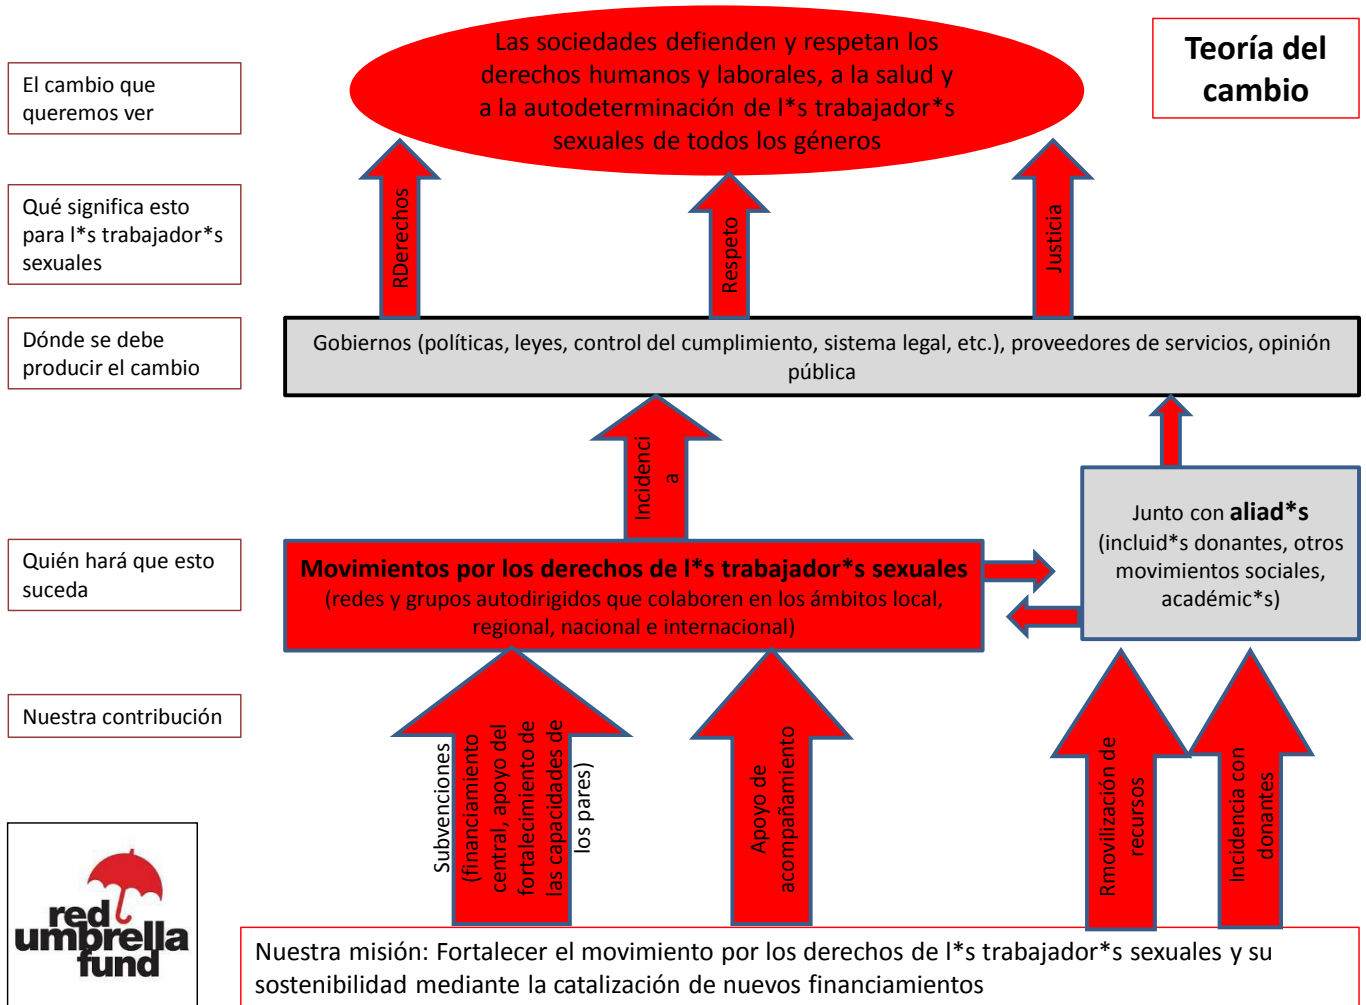 Las sociedades defienden y respetan los
derechos humanos y laborales, a la salud y
a la autodeterminación de l*s trabajador*s
sexuales de todos los géneros
Teoría del
cambio
El cambio que
queremos ver
Qué significa esto
para l*s trabajador*s
sexuales
RDerechos
Respeto
Justicia
Dónde se debe
producir el cambio
Gobiernos (políticas, leyes, control del cumplimiento, sistema legal, etc.), proveedores de servicios, opinión
pública
Incidenci
a
Quién hará que esto
suceda
Movimientos por los derechos de l*s trabajador*s sexuales
(redes y grupos autodirigidos que colaboren en los ámbitos local,
regional, nacional e internacional)
Junto con aliad*s
(incluid*s donantes, otros
movimientos sociales,
académic*s)
Nuestra contribución
Subvenciones
(financiamiento
central, apoyo del
fortalecimiento de
las capacidades de
los pares)
Apoyo de
acompañamiento
Rmovilización de
recursos
Incidencia con
donantes
red
umbrella
fund
Nuestra misión: Fortalecer el movimiento por los derechos de l*s trabajador*s sexuales y su
sostenibilidad mediante la catalización de nuevos financiamientos